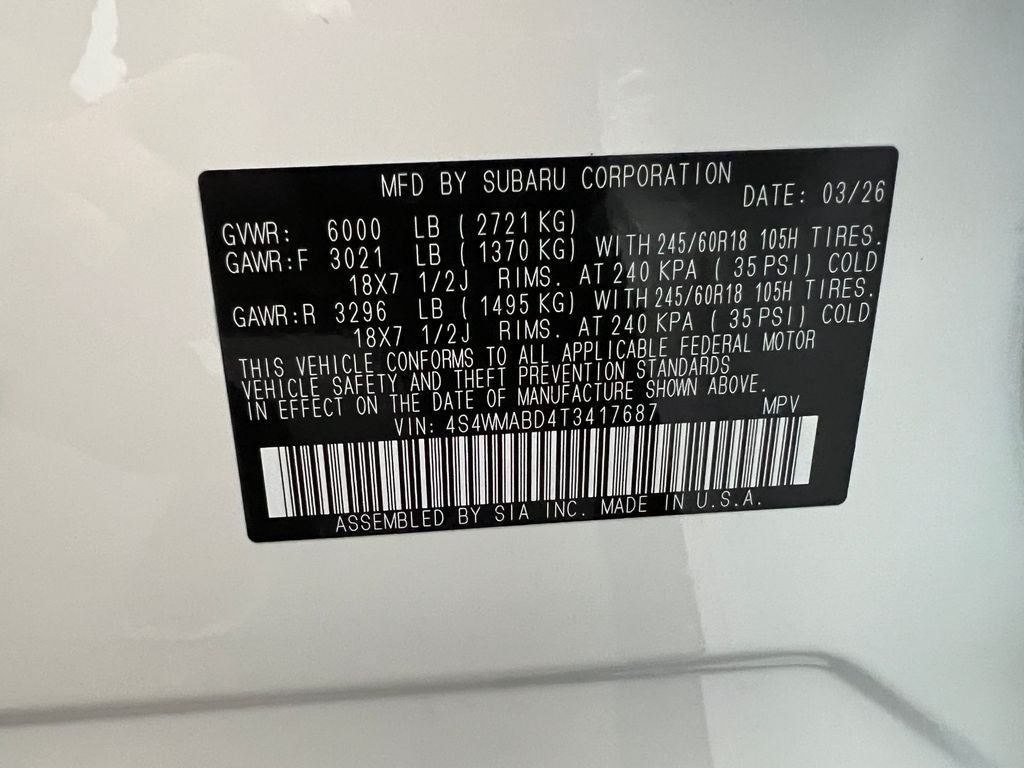 MFD BY SUBARU CORPORATION DATE: 03/26
GVWR: 6000 LB ( 2721 KG)
GAWR:F 3021 LB ( 1370 KG) WITH 245/60R18 105H TIRES.
18X7 1/2J RIMS. AT 240 KPA ( 35 PSI) COLD
GAWR:R 3296 LB ( 1495 KG) WITH 245/60R18 105H TIRES.
18X7 1/2J RIMS. AT 240 KPA ( 35 PSI) COLD
THIS VEHICLE CONFORMS TO ALL APPLICABLE FEDERAL MOTOR
VEHICLE SAFETY AND THEFT PREVENTION STANDARDS
IN EFFECT ON THE DATE OF MANUFACTURE SHOWN ABOVE.
VIN: 4S4WMABD4T3417687 MPV
ASSEMBLED BY SIA INC. MADE IN U.S.A.